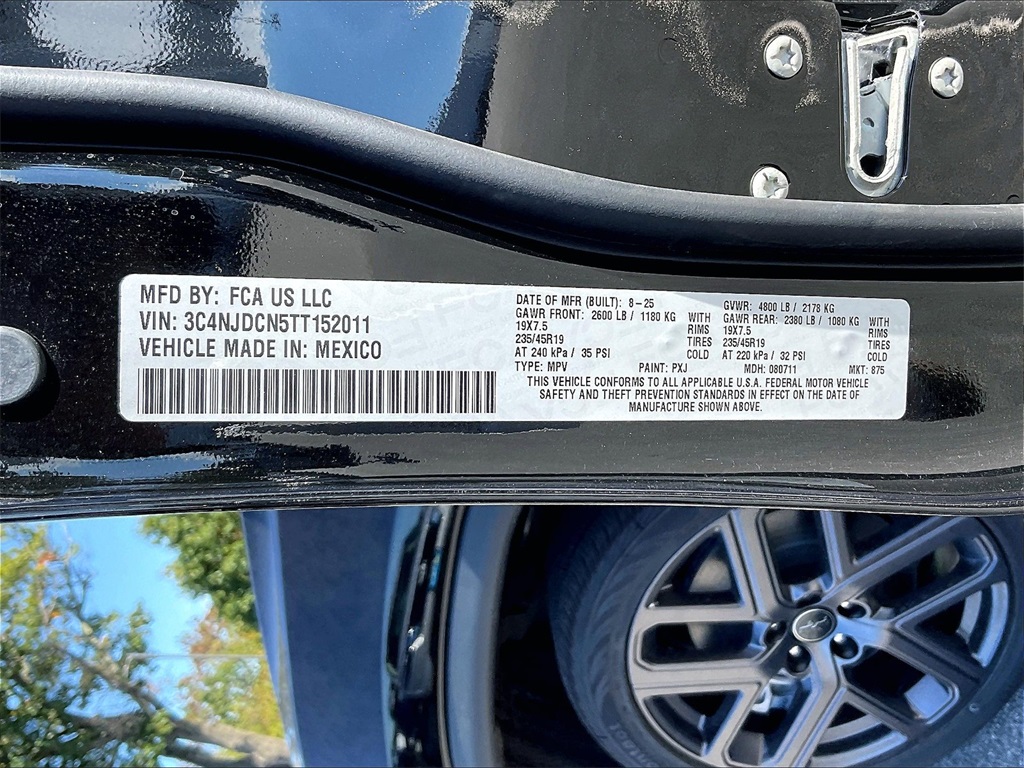 MFD BY: FCA US LLC
VIN: 3C4NJDCN5TT152011
VEHICLE MADE IN: MEXICO
DATE OF MFR (BUILT): 8-25
GAWR FRONT: 2600 LB / 1180 KG WITH
19X7.5 RIMS
235/45R19 TIRES
AT 240 kPa / 35 PSI COLD
TYPE: MPV PAINT: PXJ
GVWR: 4800 LB / 2178 KG
GAWR REAR: 2380 LB / 1080 KG WITH
19X7.5 RIMS
235/45R19 TIRES
AT 220 kPa / 32 PSI COLD
MDH: 080711 MKT: 875
THIS VEHICLE CONFORMS TO ALL APPLICABLE U.S.A. FEDERAL MOTOR VEHICLE
SAFETY AND THEFT PREVENTION STANDARDS IN EFFECT ON THE DATE OF
MANUFACTURE SHOWN ABOVE.